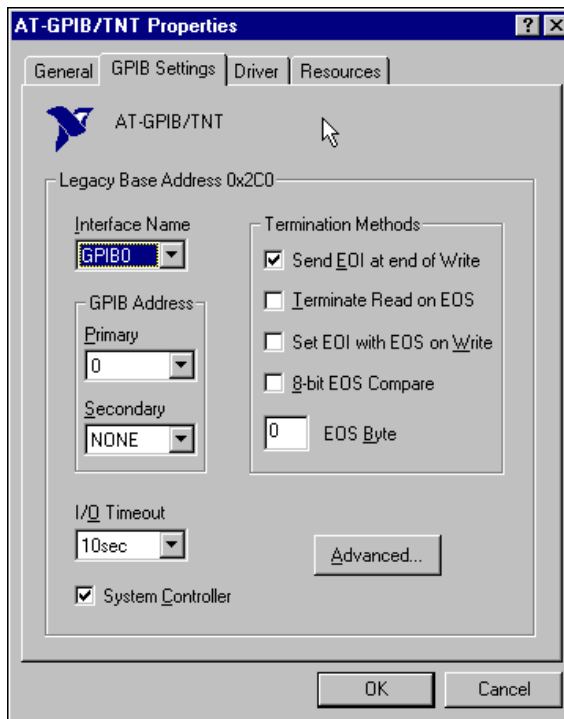 AT-GPIB/TNT Properties
General GPIB Settings Driver Resources
AT-GPIB/TNT
Legacy Base Address 0x2C0
Interface Name
GPIB0
GPIB Address
Primary
0
Secondary
NONE
I/O Timeout
10sec
System Controller
Termination Methods
Send EOI at end of Write
Terminate Read on EOS
Set EOI with EOS on Write
8-bit EOS Compare
0 EOS Byte
Advanced...
OK Cancel